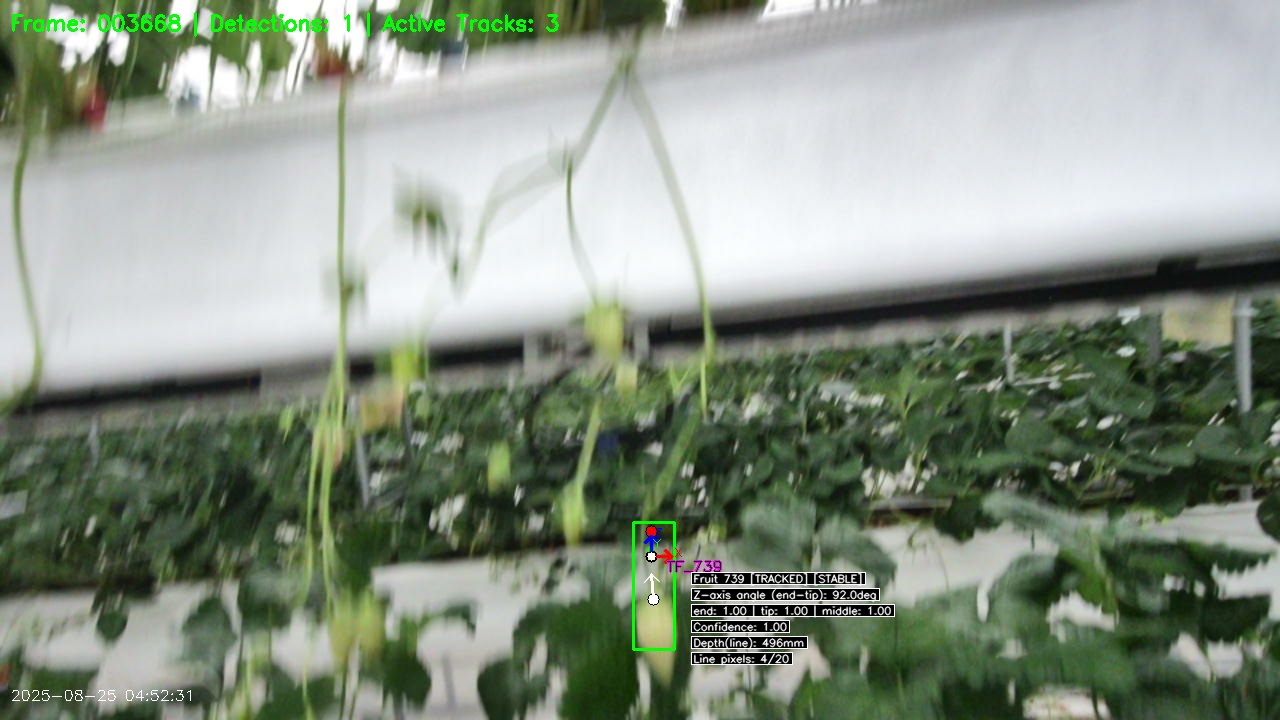 Frame: 003668 | Detections: 1 | Active Tracks: 3
TF_739
Fruit 739 [TRACKED] [STABLE]
Z-axis angle (end-tip): 92.0deg
end: 1.00 | tip: 1.00 | middle: 1.00
Confidence: 1.00
Depth(line): 496mm
Line pixels: 4/20
2025-08-25 04:52:31